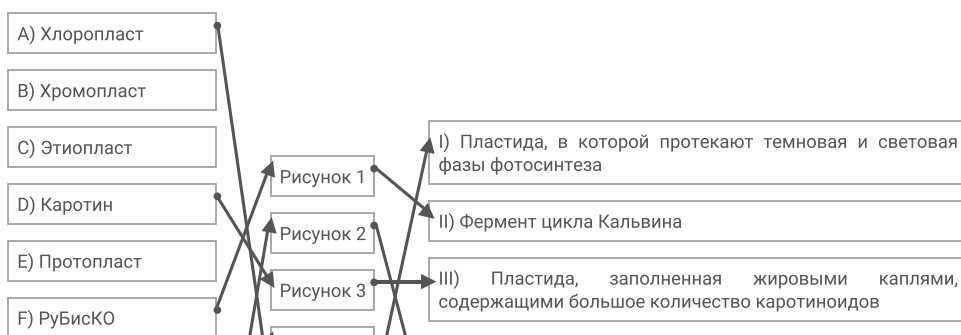 A) Хлоропласт
B) Хромопласт
C) Этиопласт
D) Каротин
E) Протопласт
F) РуБисКО
Рисунок 1
Рисунок 2
Рисунок 3
I) Пластида, в которой протекают темновая и световая
фазы фотосинтеза
II) Фермент цикла Кальвина
III) Пластида, заполненная жировыми каплями,
содержащими большое количество каротиноидов